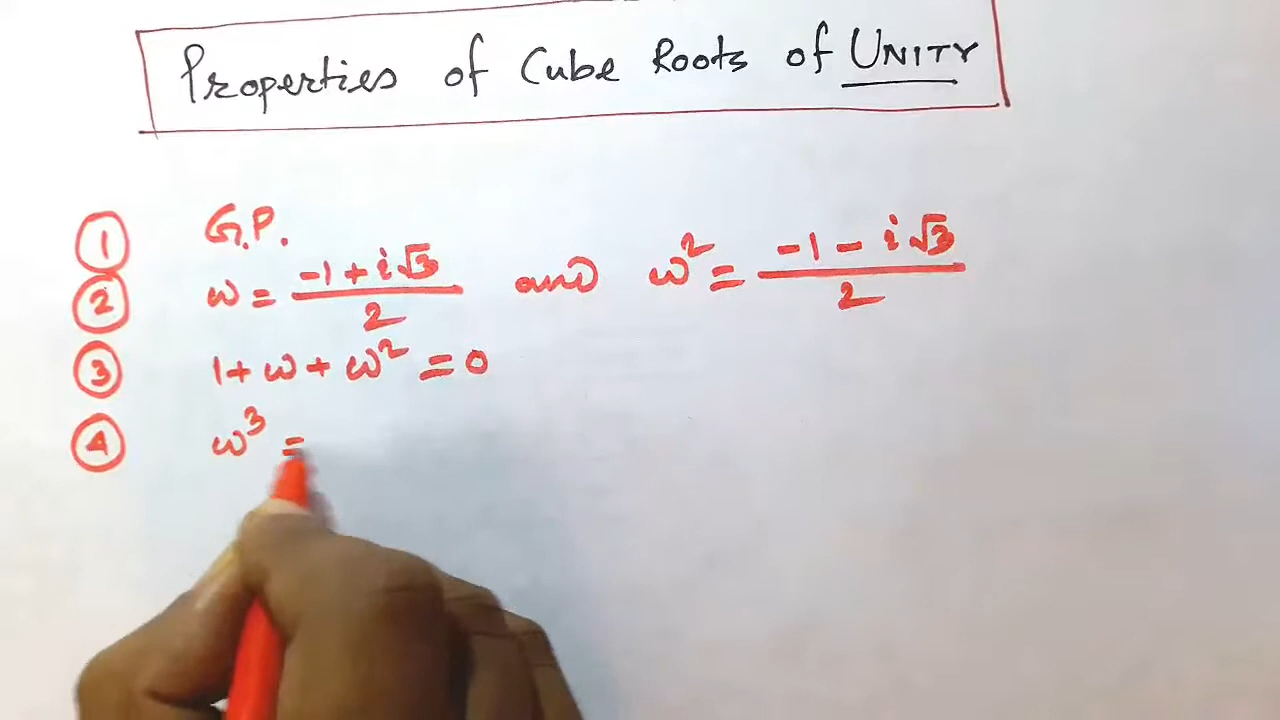 Properties of Cube Roots of UNITY
① G.P.
② ω = (-1 + i√3)/2 and ω² = (-1 - i√3)/2
③ 1 + ω + ω² = 0
④ ω³ =